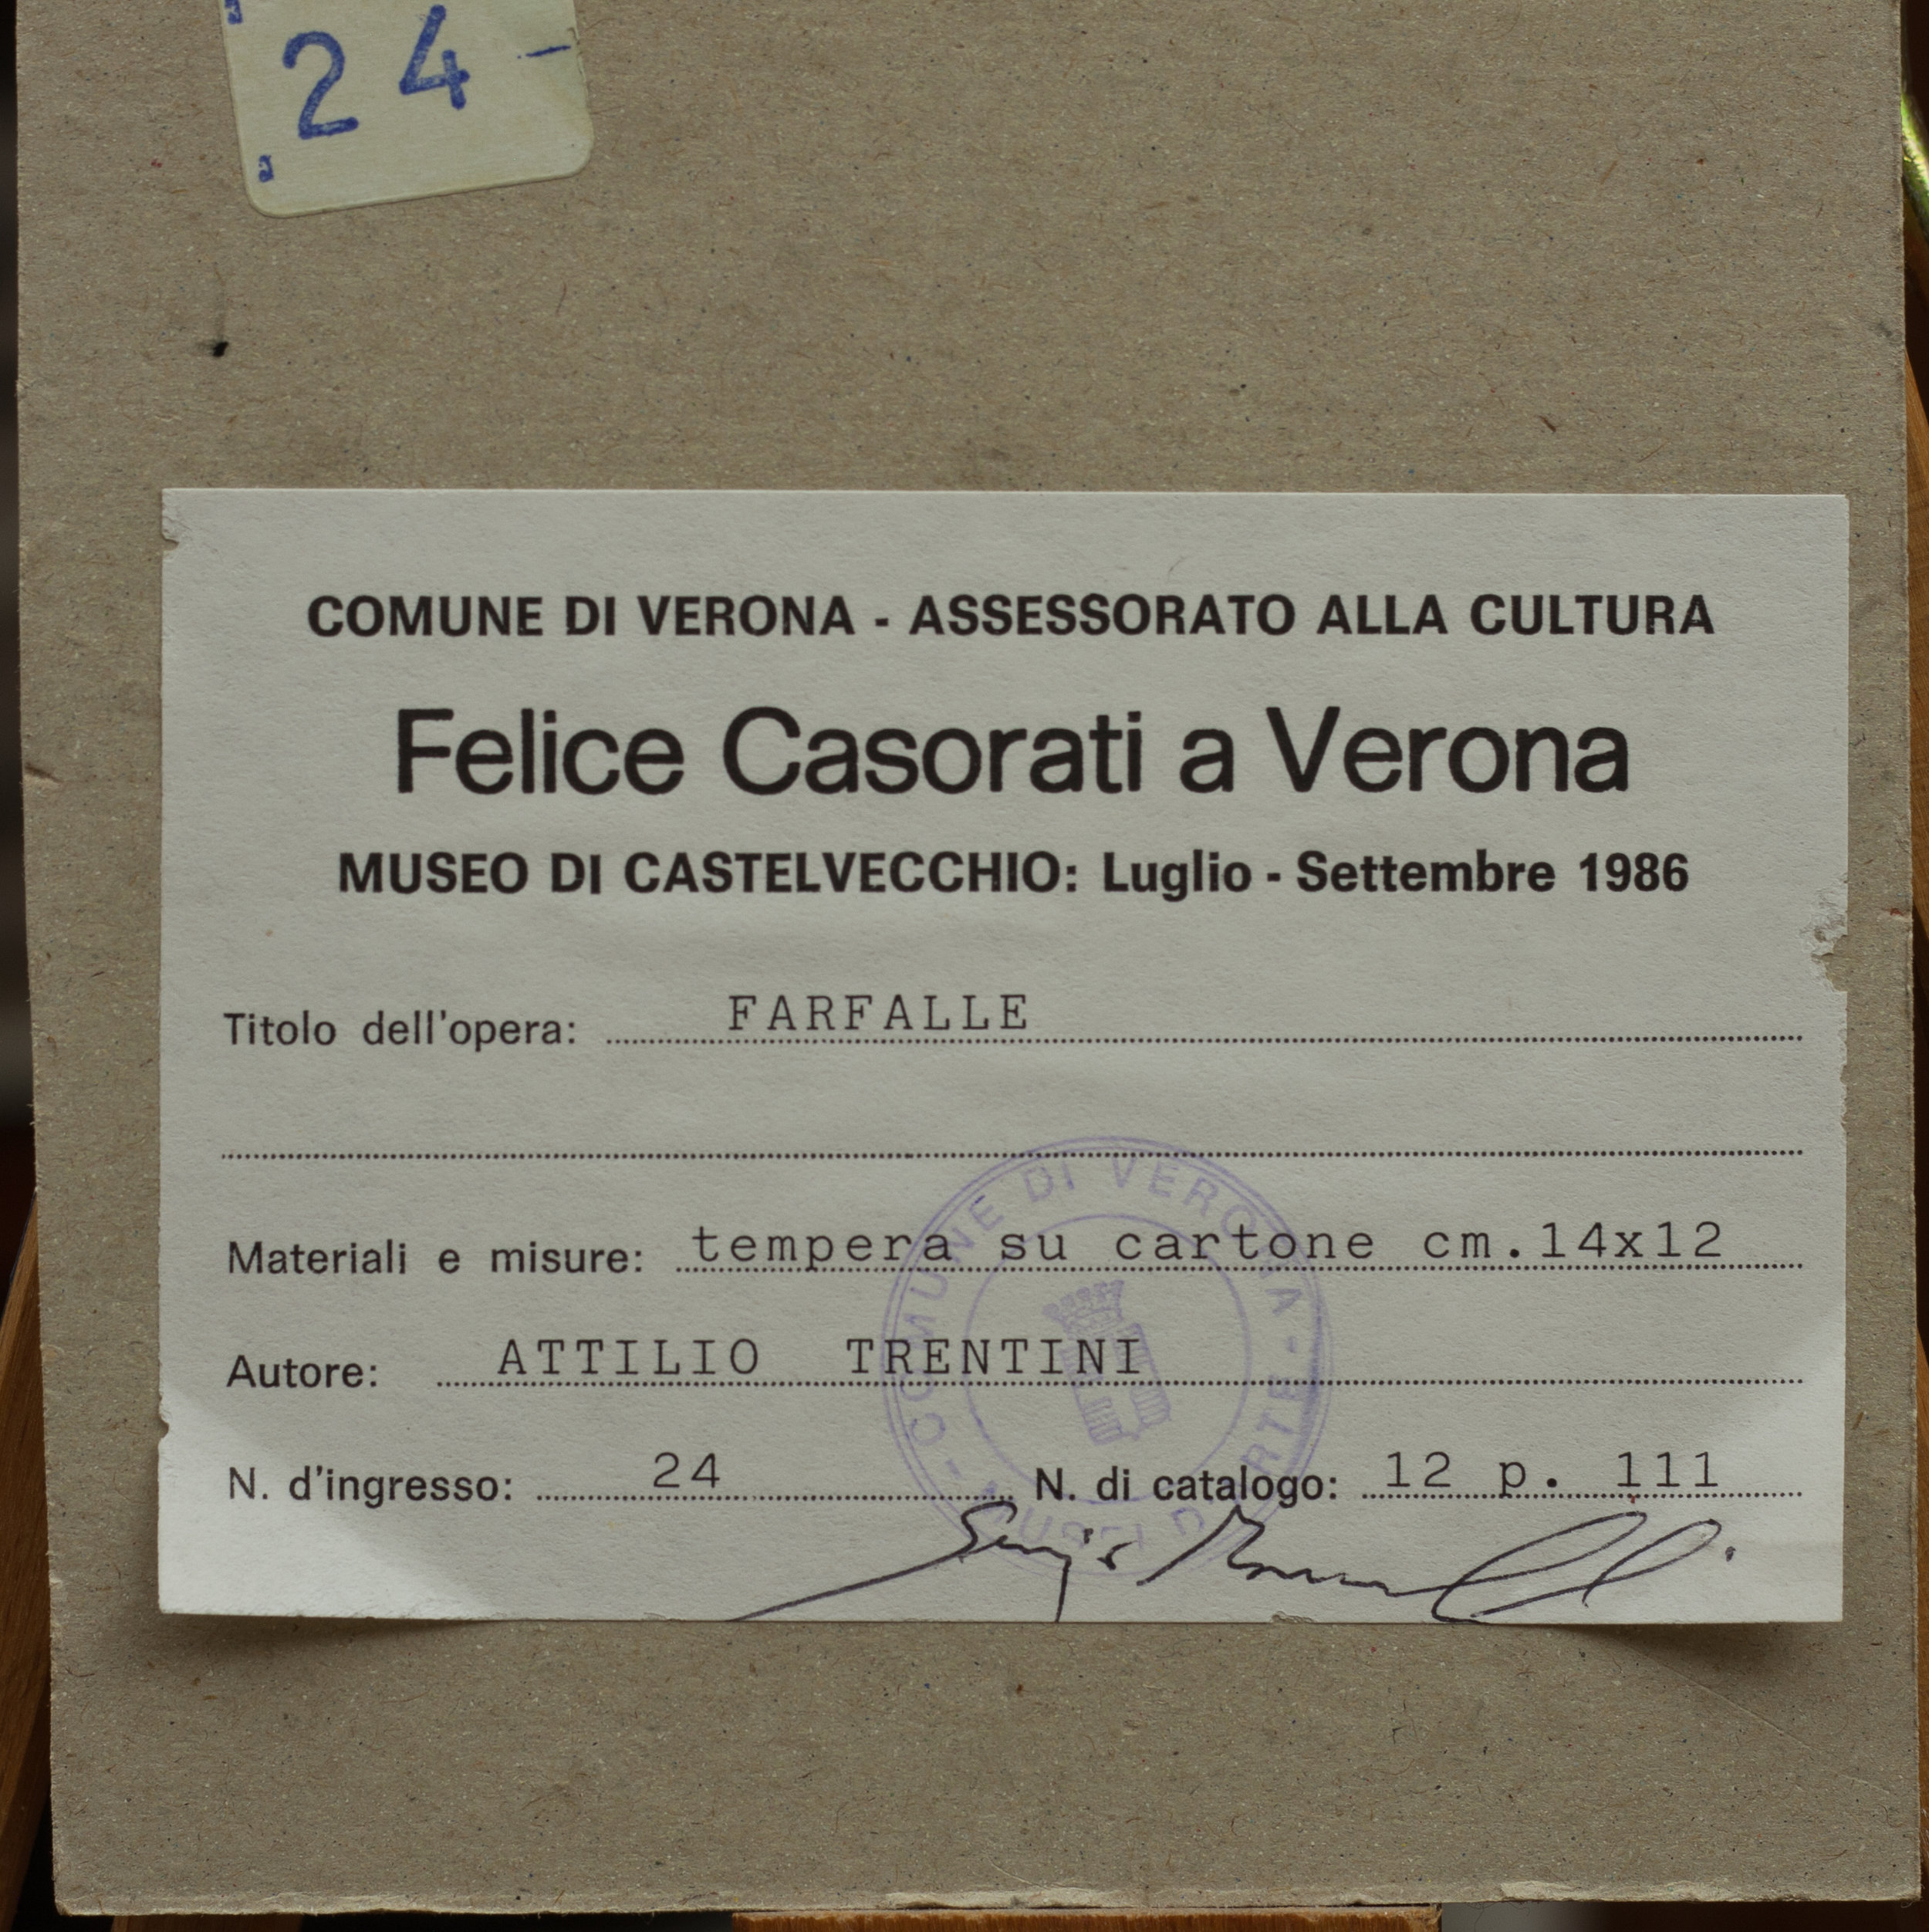 24-
COMUNE DI VERONA - ASSESSORATO ALLA CULTURA
Felice Casorati a Verona
MUSEO DI CASTELVECCHIO: Luglio - Settembre 1986
Titolo dell'opera: FARFALLE
Materiali e misure: tempera su cartone cm.14x12
Autore: ATTILIO TRENTINI
N. d'ingresso: 24 N. di catalogo: 12 p. 111
COMUNE DI VERONA - MUSEI D'ARTE -